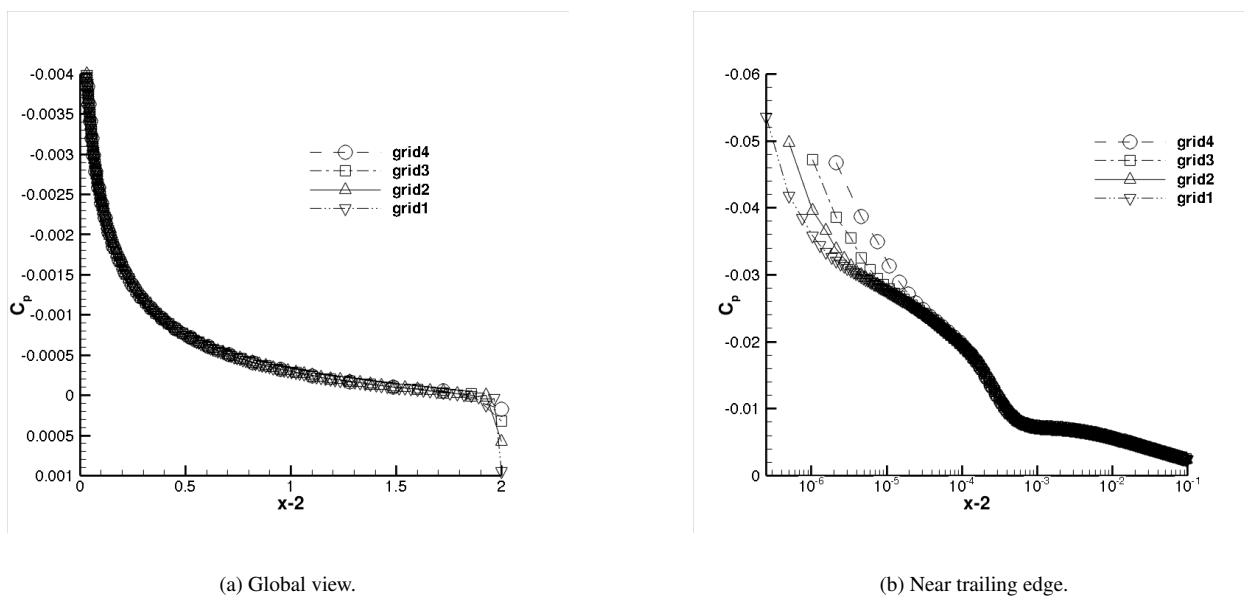 -0.004
-0.0035
-0.003
-0.0025
-0.002
-0.0015
-0.001
-0.0005
0
0.0005
0.001
Cp
0 0.5 1 1.5 2
x-2
grid4
grid3
grid2
grid1
(a) Global view.
-0.06
-0.05
-0.04
-0.03
-0.02
-0.01
0
Cp
10-6 10-5 10-4 10-3 10-2 10-1
x-2
grid4
grid3
grid2
grid1
(b) Near trailing edge.